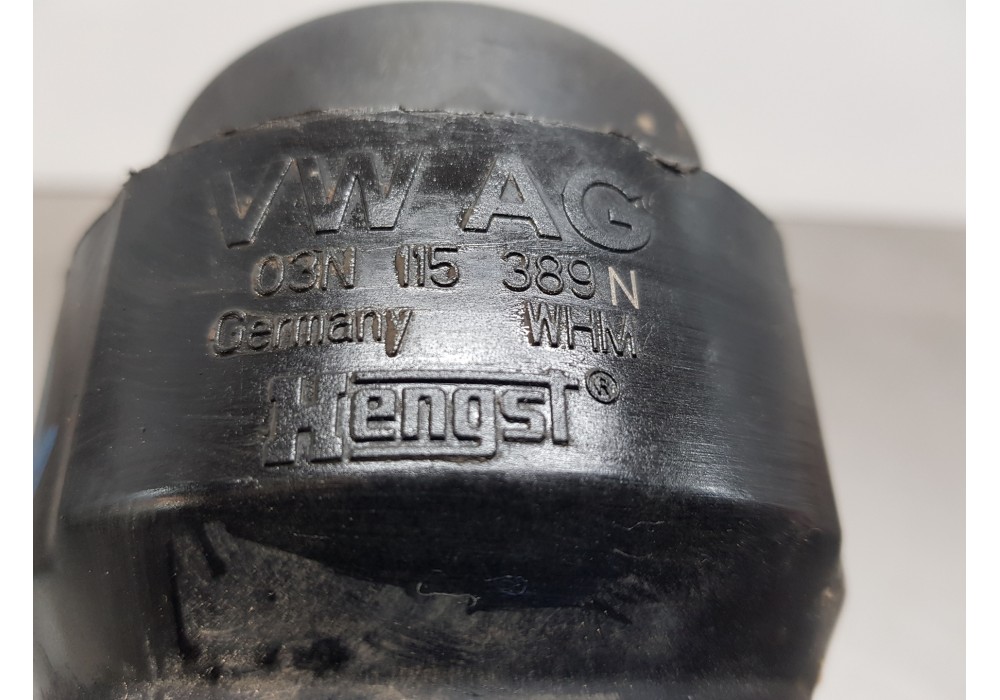 VW AG
03N 115 389 N
Germany WHM
Hengst®